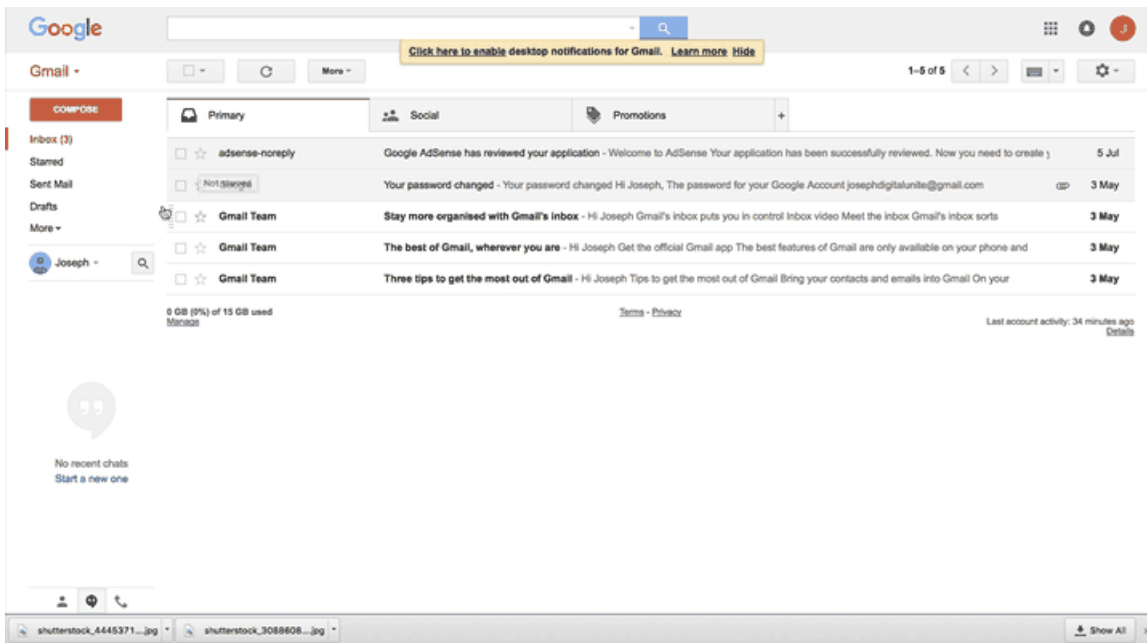 Google
Click here to enable desktop notifications for Gmail. Learn more Hide
J
Gmail
More
1–5 of 5
COMPOSE
Primary
Social
Promotions
+
Inbox (3)
Starred
Sent Mail
Drafts
More
Joseph
adsense-noreply Google AdSense has reviewed your application - Welcome to AdSense Your application has been successfully reviewed. Now you need to create 5 Jul
Not starred Your password changed - Your password changed Hi Joseph, The password for your Google Account josephdigitalunite@gmail.com 3 May
Gmail Team Stay more organised with Gmail's inbox - Hi Joseph Gmail's inbox puts you in control Inbox video Meet the inbox Gmail's inbox sorts 3 May
Gmail Team The best of Gmail, wherever you are - Hi Joseph Get the official Gmail app The best features of Gmail are only available on your phone and 3 May
Gmail Team Three tips to get the most out of Gmail - Hi Joseph Tips to get the most out of Gmail Bring your contacts and emails into Gmail On your 3 May
0 GB (0%) of 15 GB used
Manage
Terms - Privacy
Last account activity: 34 minutes ago
Details
No recent chats
Start a new one
shutterstock_4445371....jpg
shutterstock_3088608....jpg
Show All